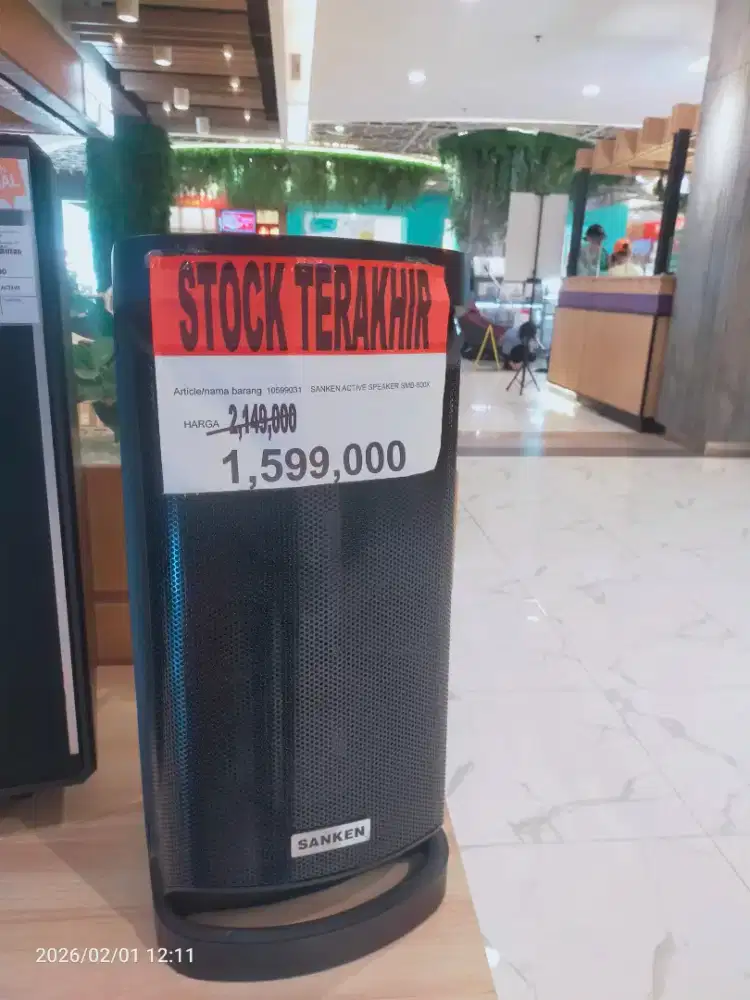 STOCK TERAKHIR
Article/nama barang 10599031 SANKEN ACTIVE SPEAKER SMB-800X
HARGA 2,149,000
1,599,000
SANKEN
2026/02/01 12:11